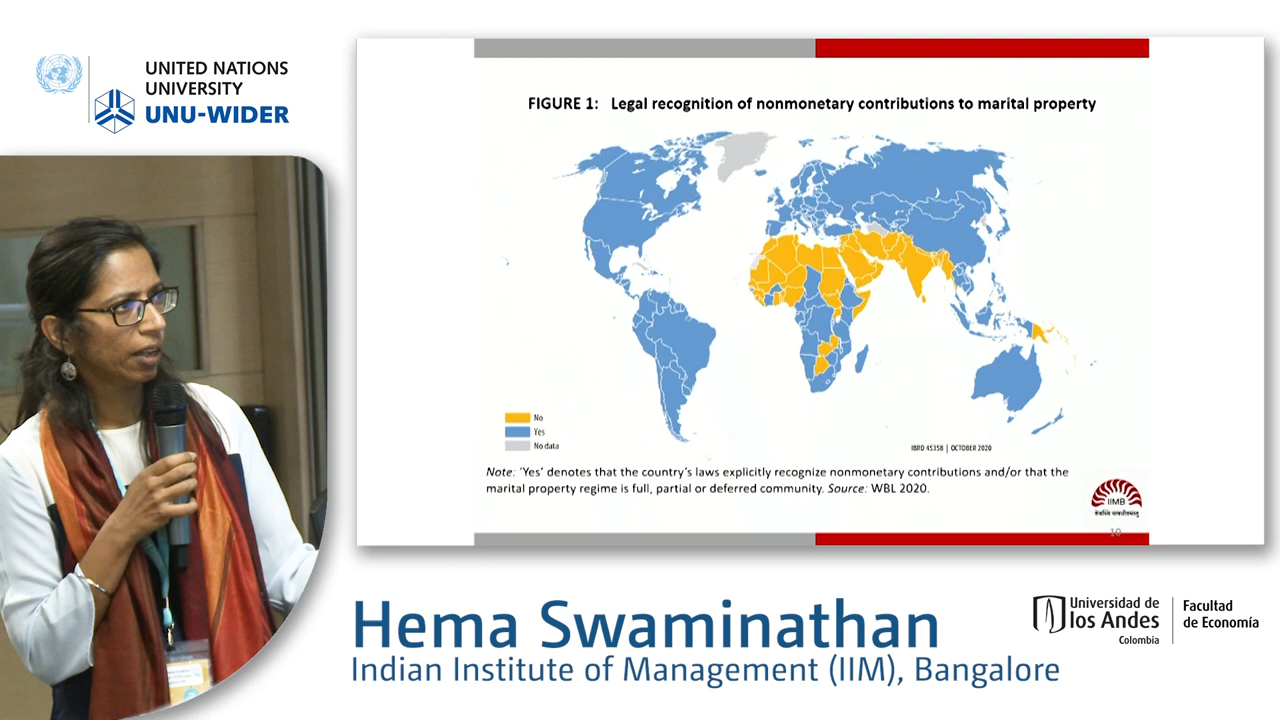 UNITED NATIONS
UNIVERSITY
UNU-WIDER
FIGURE 1: Legal recognition of nonmonetary contributions to marital property
No
Yes
No data
IBRD 45358 | OCTOBER 2020
Note: ‘Yes’ denotes that the country’s laws explicitly recognize nonmonetary contributions and/or that the
marital property regime is full, partial or deferred community. Source: WBL 2020.
IIMB
10
Hema Swaminathan
Indian Institute of Management (IIM), Bangalore
Universidad de
los Andes
Colombia
Facultad
de Economía